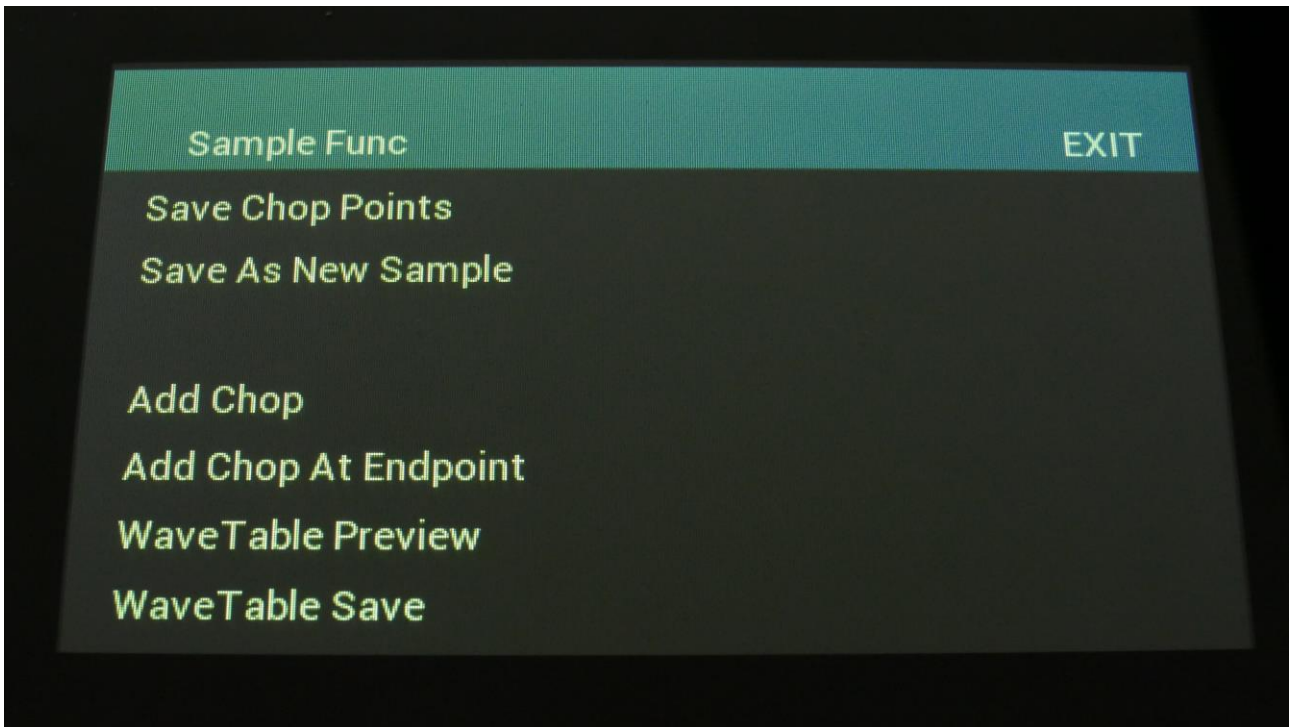 Sample Func EXIT
Save Chop Points
Save As New Sample
Add Chop
Add Chop At Endpoint
WaveTable Preview
WaveTable Save